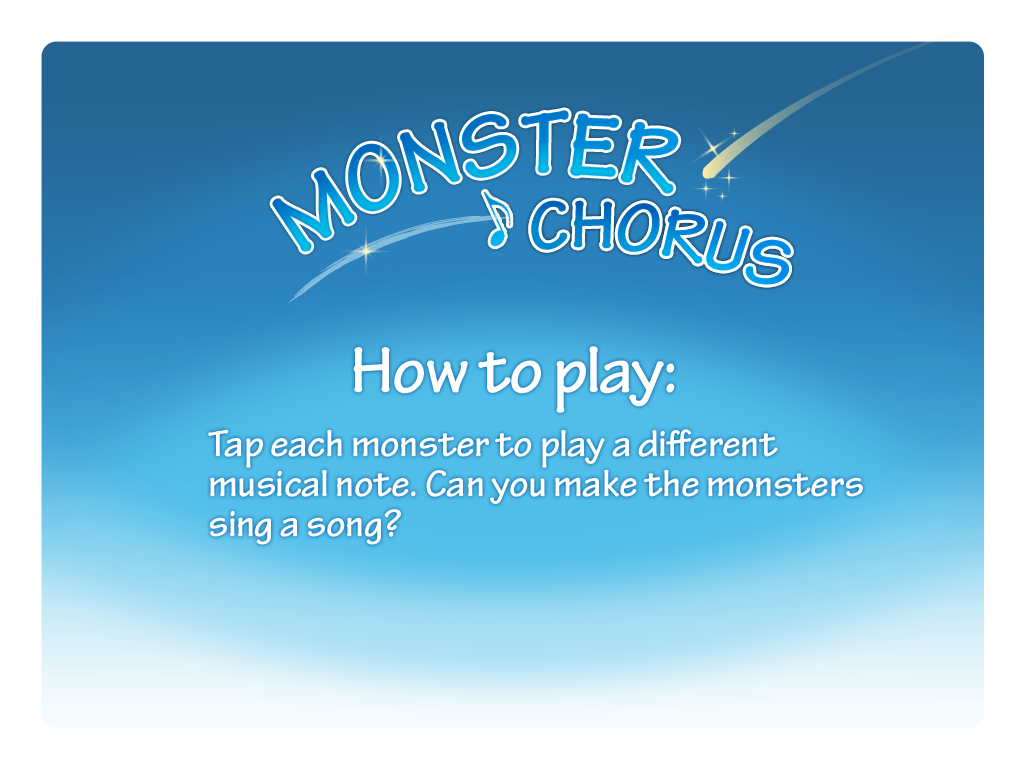 MONSTER
CHORUS
How to play:
Tap each monster to play a different
musical note. Can you make the monsters
sing a song?